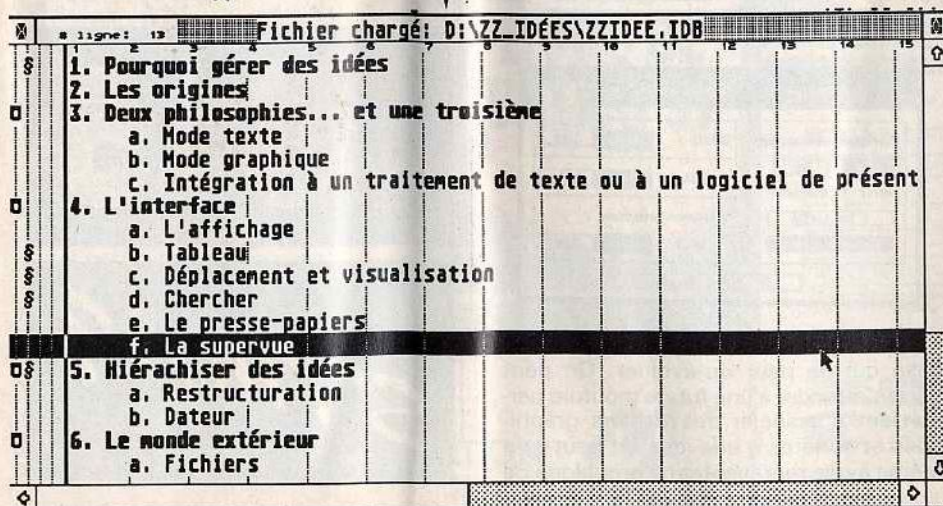 # ligne: 13 Fichier chargé: D:\ZZ_IDÉES\ZZIDEE.IDB
1 2 3 4 5 6 7 8 9 10 11 12 13 14 15
§ 1. Pourquoi gérer des idées
2. Les origines
3. Deux philosophies... et une troisième
a. Mode texte
b. Mode graphique
c. Intégration à un traitement de texte ou à un logiciel de présent
4. L'interface
a. L'affichage
§ b. Tableau
§ c. Déplacement et visualisation
§ d. Chercher
e. Le presse-papiers
f. La supervue
§ 5. Hiérachiser des idées
a. Restructuration
b. Dateur
6. Le monde extérieur
a. Fichiers